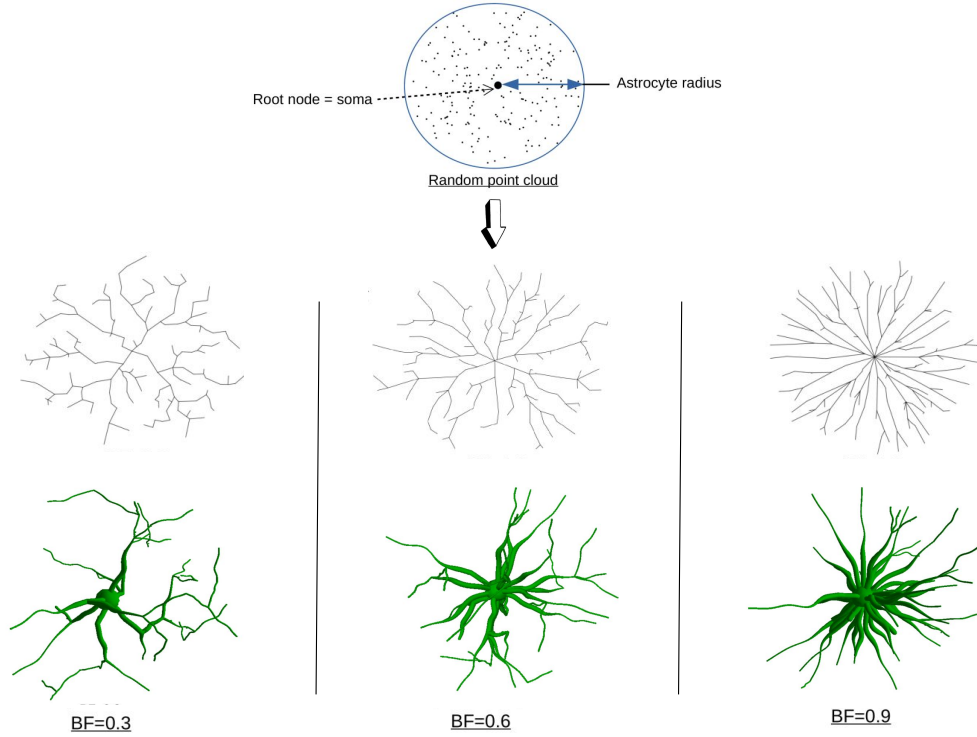 Root node = soma
Astrocyte radius
Random point cloud
BF=0.3
BF=0.6
BF=0.9